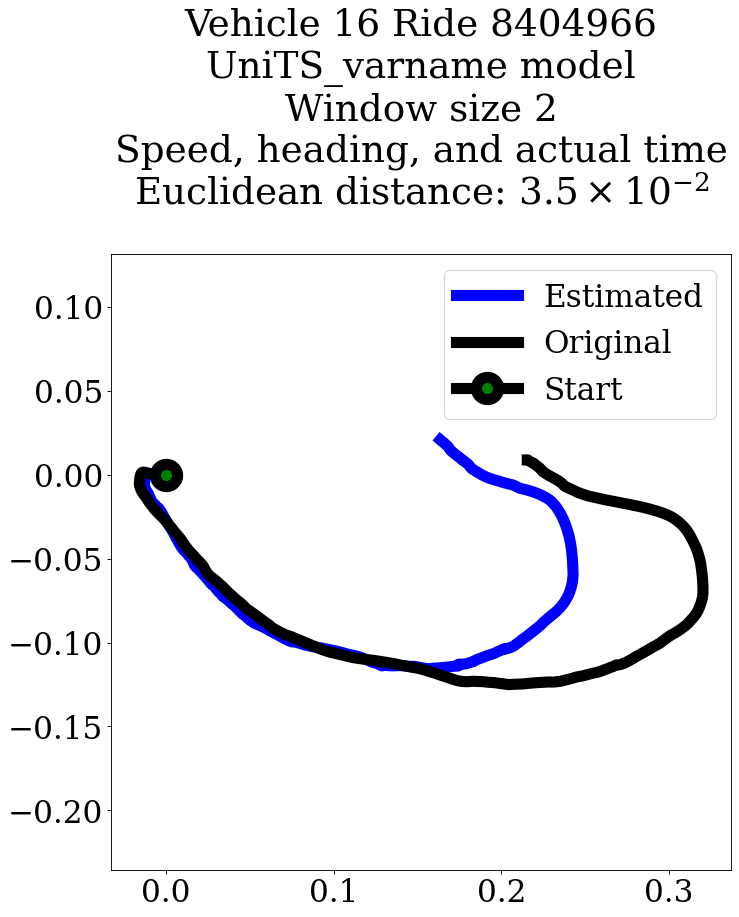 Vehicle 16 Ride 8404966
UniTS_varname model
Window size 2
Speed, heading, and actual time
Euclidean distance: $3.5 \times 10^{-2}$
Estimated
Original
Start
0.10
0.05
0.00
−0.05
−0.10
−0.15
−0.20
0.0 0.1 0.2 0.3